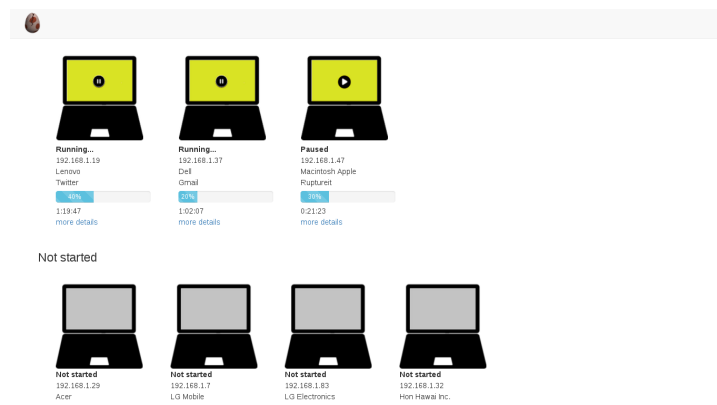 Running...
192.168.1.19
Lenovo
Twitter
40%
1:19:47
more details
Running...
192.168.1.37
Dell
Gmail
20%
1:02:07
more details
Paused
192.168.1.47
Macintosh Apple
Ruptureit
30%
0:21:23
more details
Not started
Not started
192.168.1.29
Acer
Not started
192.168.1.7
LG Mobile
Not started
192.168.1.83
LG Electronics
Not started
192.168.1.32
Hon Hawai Inc.